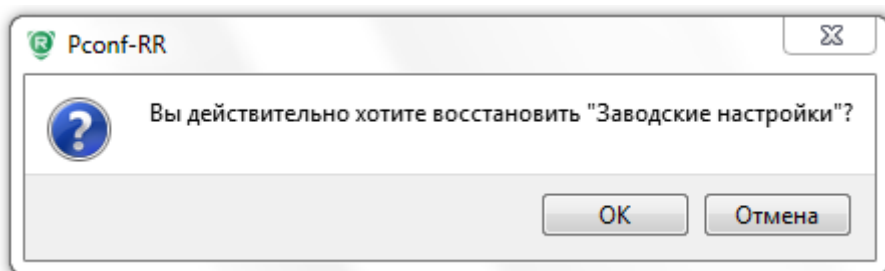 Pconf-RR
Вы действительно хотите восстановить "Заводские настройки"?
OK
Отмена